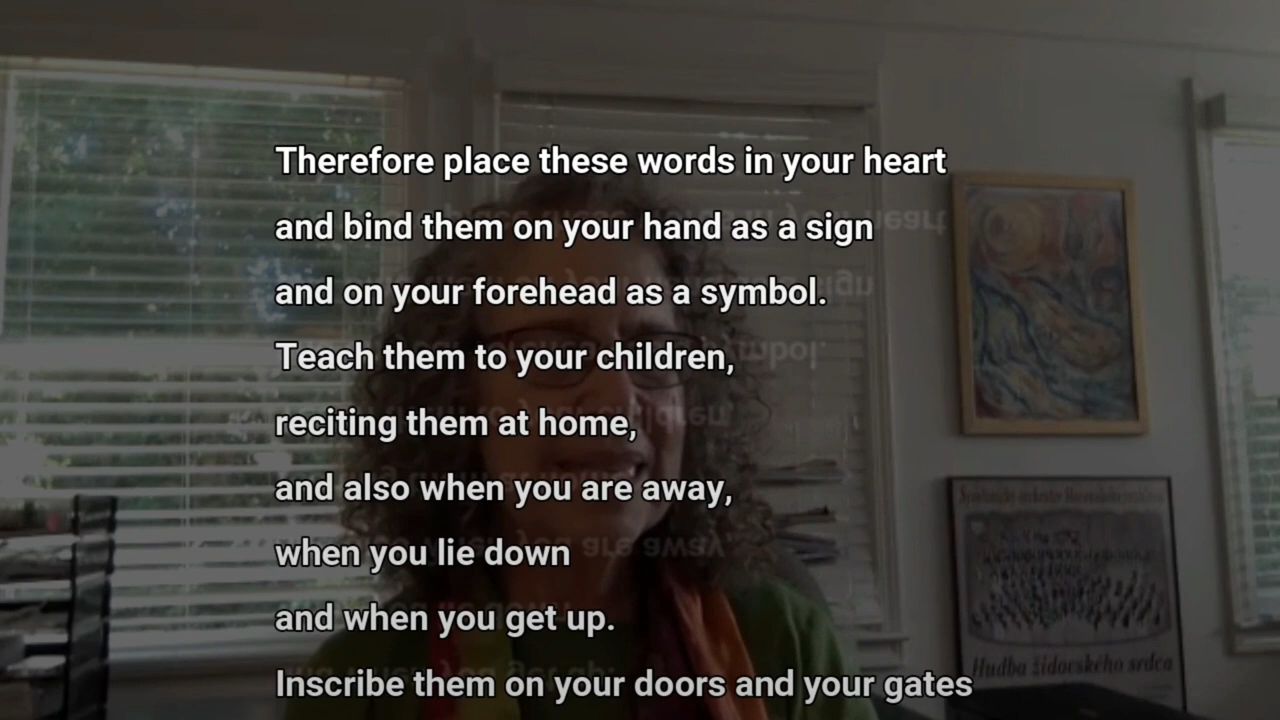 Therefore place these words in your heart
and bind them on your hand as a sign
and on your forehead as a symbol.
Teach them to your children,
reciting them at home,
and also when you are away,
when you lie down
and when you get up.
Inscribe them on your doors and your gates
Hudba židovského srdca